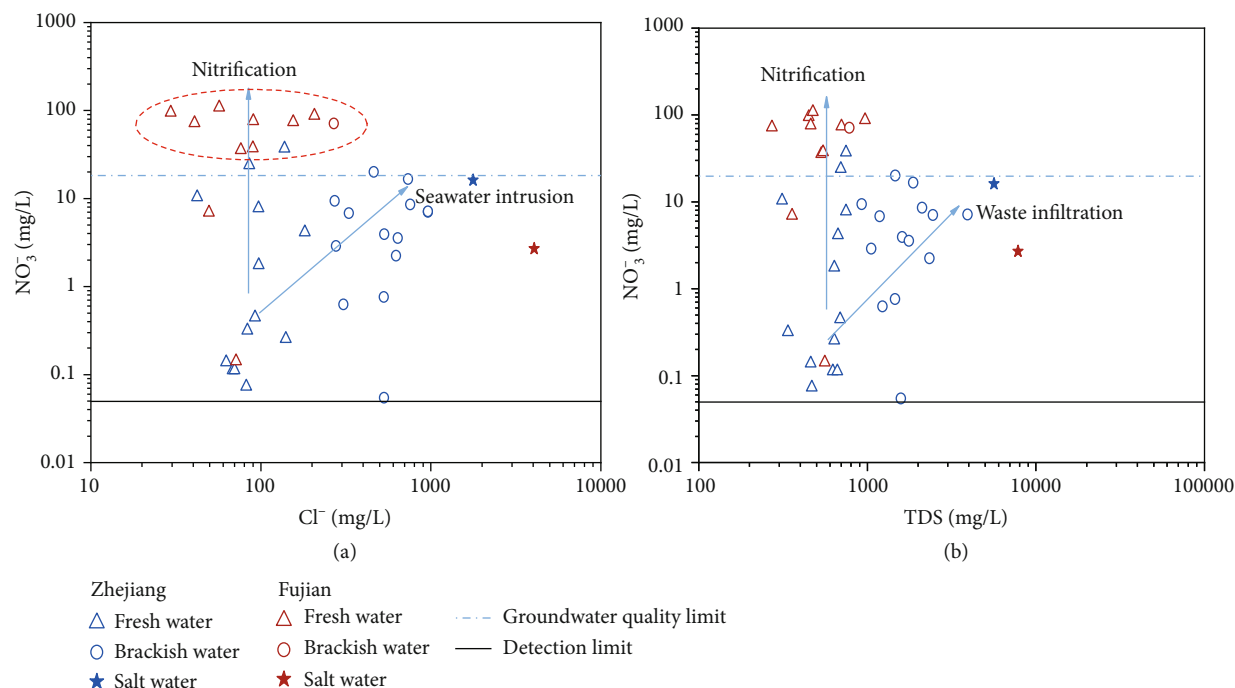 1000
100
10
1
0.1
0.01
NO₃⁻ (mg/L)
Nitrification
Seawater intrusion
10
100
1000
10000
Cl⁻ (mg/L)
(a)
1000
100
10
1
0.1
0.01
NO₃⁻ (mg/L)
Nitrification
Waste infiltration
100
1000
10000
100000
TDS (mg/L)
(b)
Zhejiang
Fresh water
Brackish water
Salt water
Fujian
Fresh water
Brackish water
Salt water
Groundwater quality limit
Detection limit